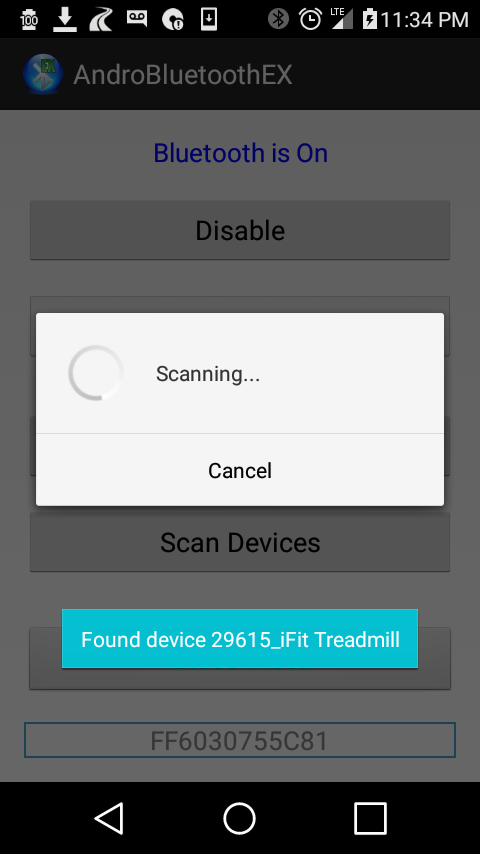 100
LTE
11:34 PM
AndroBluetoothEX
Bluetooth is On
Disable
Scanning...
Cancel
Scan Devices
Found device 29615_iFit Treadmill
FF6030755C81